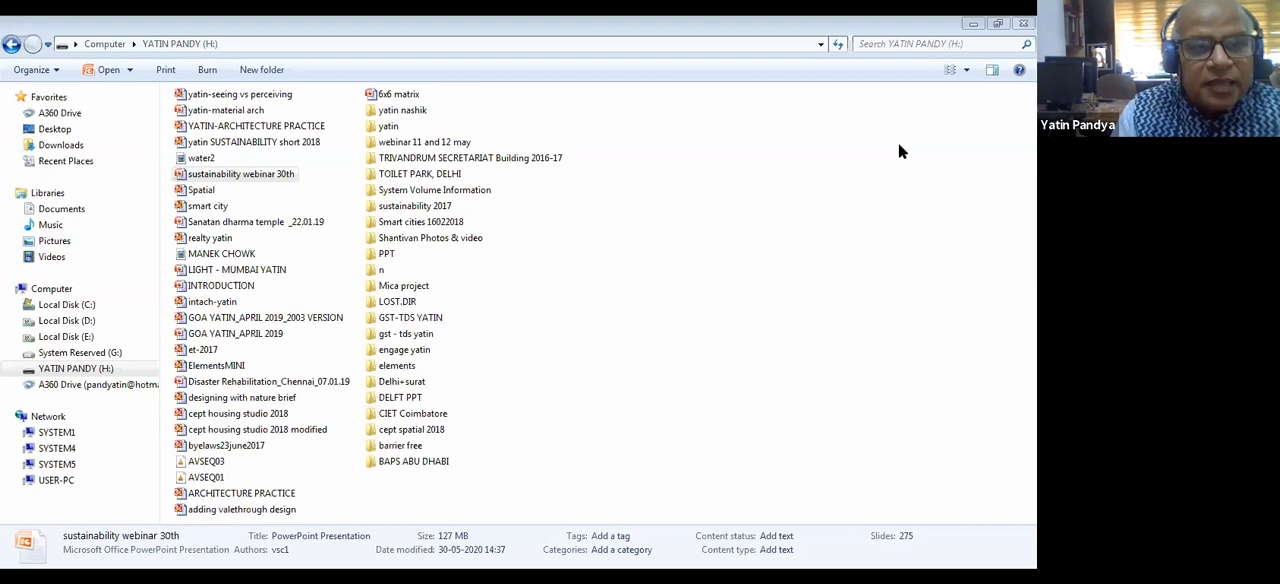 Computer YATIN PANDY (H:)
Search YATIN PANDY (H:)
Organize Open Print Burn New folder
Favorites
A360 Drive
Desktop
Downloads
Recent Places
Libraries
Documents
Music
Pictures
Videos
Computer
Local Disk (C:)
Local Disk (D:)
Local Disk (E:)
System Reserved (G:)
YATIN PANDY (H:)
A360 Drive (pandyatin@hotma
Network
SYSTEM1
SYSTEM4
SYSTEM5
USER-PC
yatin-seeing vs perceiving
yatin-material arch
YATIN-ARCHITECTURE PRACTICE
yatin SUSTAINABILITY short 2018
water2
sustainability webinar 30th
Spatial
smart city
Sanatan dharma temple _22.01.19
realty yatin
MANEK CHOWK
LIGHT - MUMBAI YATIN
INTRODUCTION
intach-yatin
GOA YATIN_APRIL 2019_2003 VERSION
GOA YATIN_APRIL 2019
et-2017
ElementsMINI
Disaster Rehabilitation_Chennai_07.01.19
designing with nature brief
cept housing studio 2018
cept housing studio 2018 modified
byelaws23june2017
AVSEQ03
AVSEQ01
ARCHITECTURE PRACTICE
adding valethrough design
6x6 matrix
yatin nashik
yatin
webinar 11 and 12 may
TRIVANDRUM SECRETARIAT Building 2016-17
TOILET PARK, DELHI
System Volume Information
sustainability 2017
Smart cities 16022018
Shantivan Photos & video
PPT
n
Mica project
LOST.DIR
GST-TDS YATIN
gst - tds yatin
engage yatin
elements
Delhi+surat
DELFT PPT
CIET Coimbatore
cept spatial 2018
barrier free
BAPS ABU DHABI
sustainability webinar 30th Title: PowerPoint Presentation Size: 127 MB Tags: Add a tag Content status: Add text Slides: 275
Microsoft Office PowerPoint Presentation Authors: vsc1 Date modified: 30-05-2020 14:37 Categories: Add a category Content type: Add text
Yatin Pandya